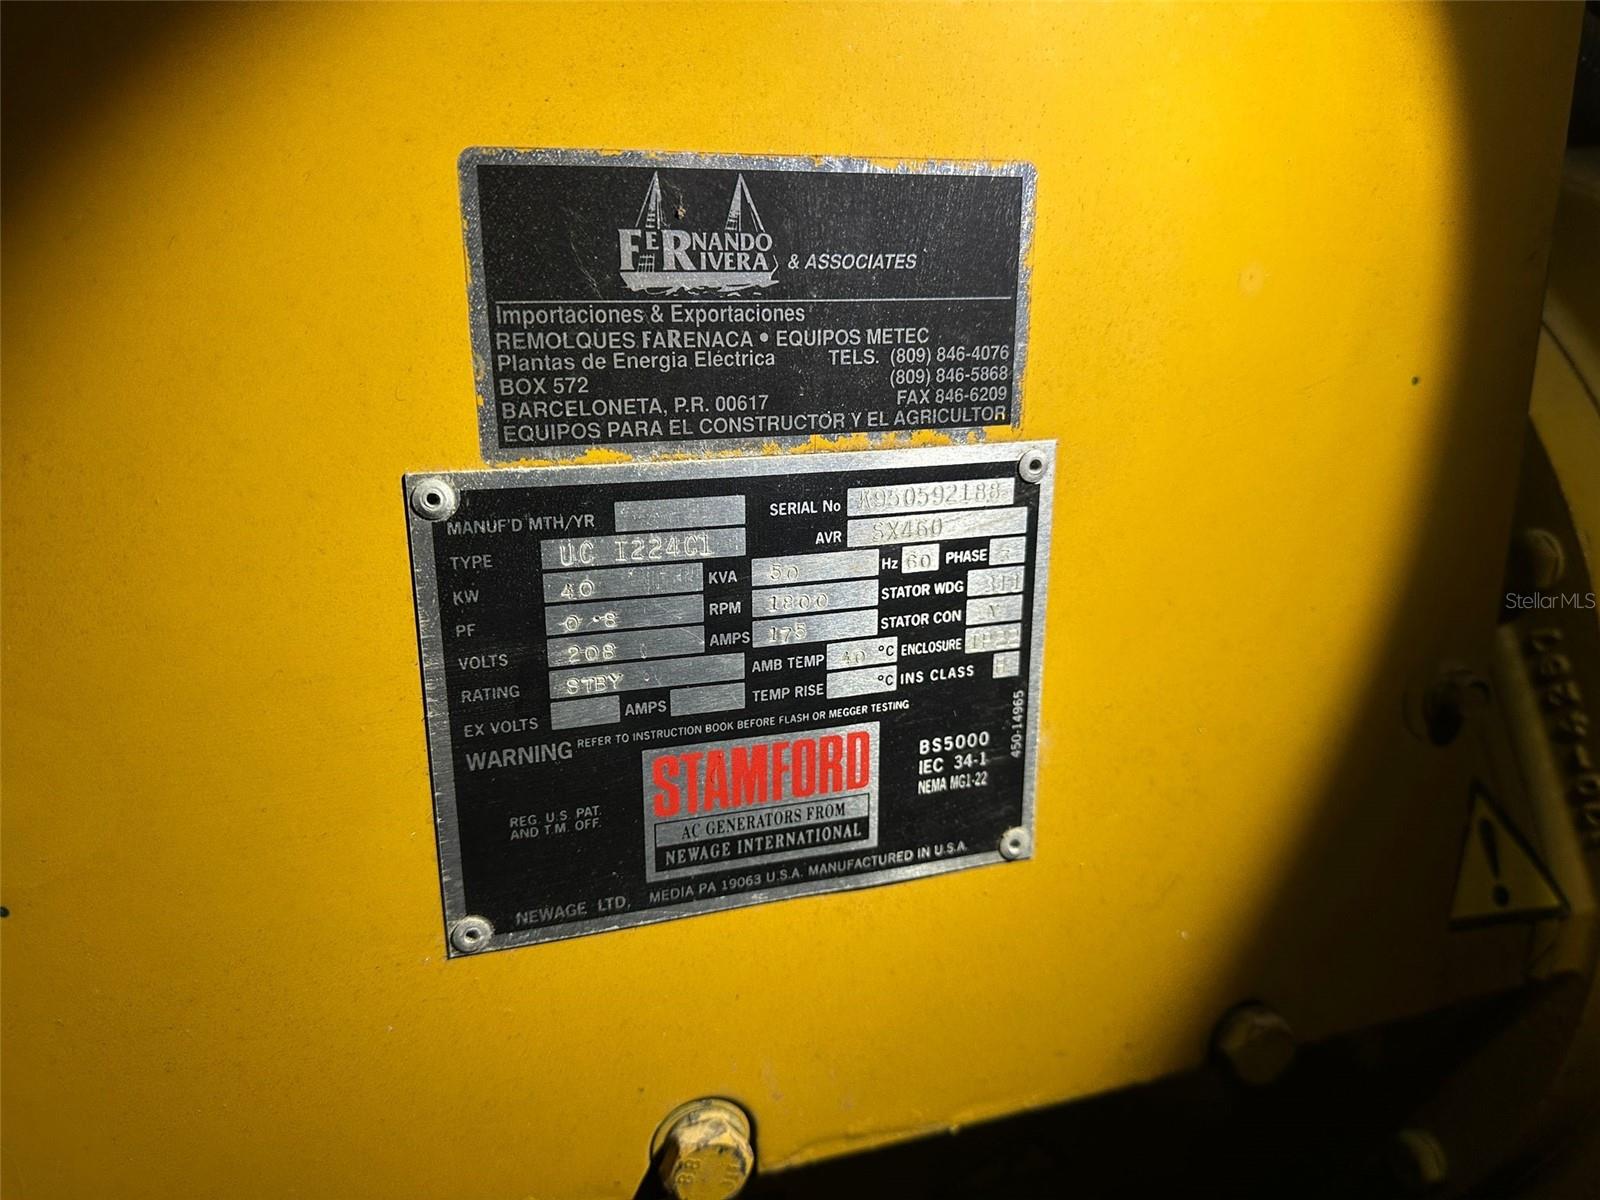 FERNANDO RIVERA & ASSOCIATES
Importaciones & Exportaciones
REMOLQUES FARENACA • EQUIPOS METEC
Plantas de Energia Eléctrica TELS. (809) 846-4076
BOX 572 (809) 846-5868
BARCELONETA, P.R. 00617 FAX 846-6209
EQUIPOS PARA EL CONSTRUCTOR Y EL AGRICULTOR
MANUF'D MTH/YR SERIAL No K950592188
TYPE UC I224C1 AVR SX460
KW 40 KVA 50 Hz 60 PHASE
PF 0.8 RPM 1800 STATOR WDG 311
VOLTS 208 AMPS 175 STATOR CON
RATING STBY AMB TEMP 40 °C ENCLOSURE IP22
EX VOLTS AMPS TEMP RISE °C INS CLASS H
WARNING REFER TO INSTRUCTION BOOK BEFORE FLASH OR MEGGER TESTING
450-14965
STAMFORD
AC GENERATORS FROM
NEWAGE INTERNATIONAL
BS5000
IEC 34-1
NEMA MG1-22
REG. U.S. PAT.
AND T.M. OFF.
NEWAGE LTD, MEDIA PA 19063 U.S.A. MANUFACTURED IN U.S.A.
StellarMLS